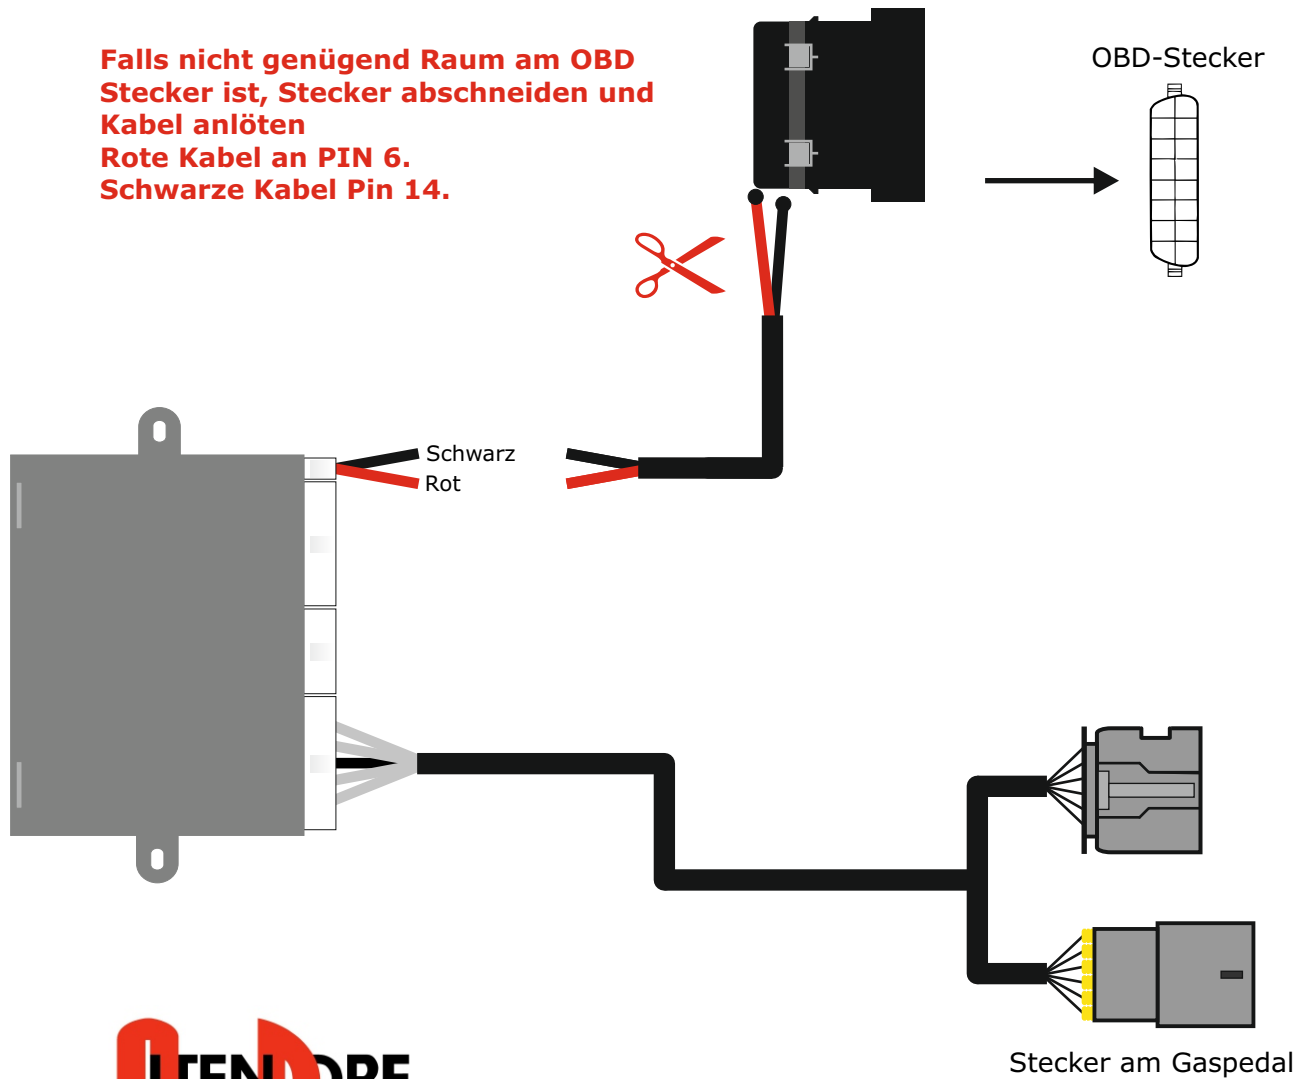 Falls nicht genügend Raum am OBD
Stecker ist, Stecker abschneiden und
Kabel anlöten
Rote Kabel an PIN 6.
Schwarze Kabel Pin 14.
OBD-Stecker
Schwarz
Rot
Stecker am Gaspedal